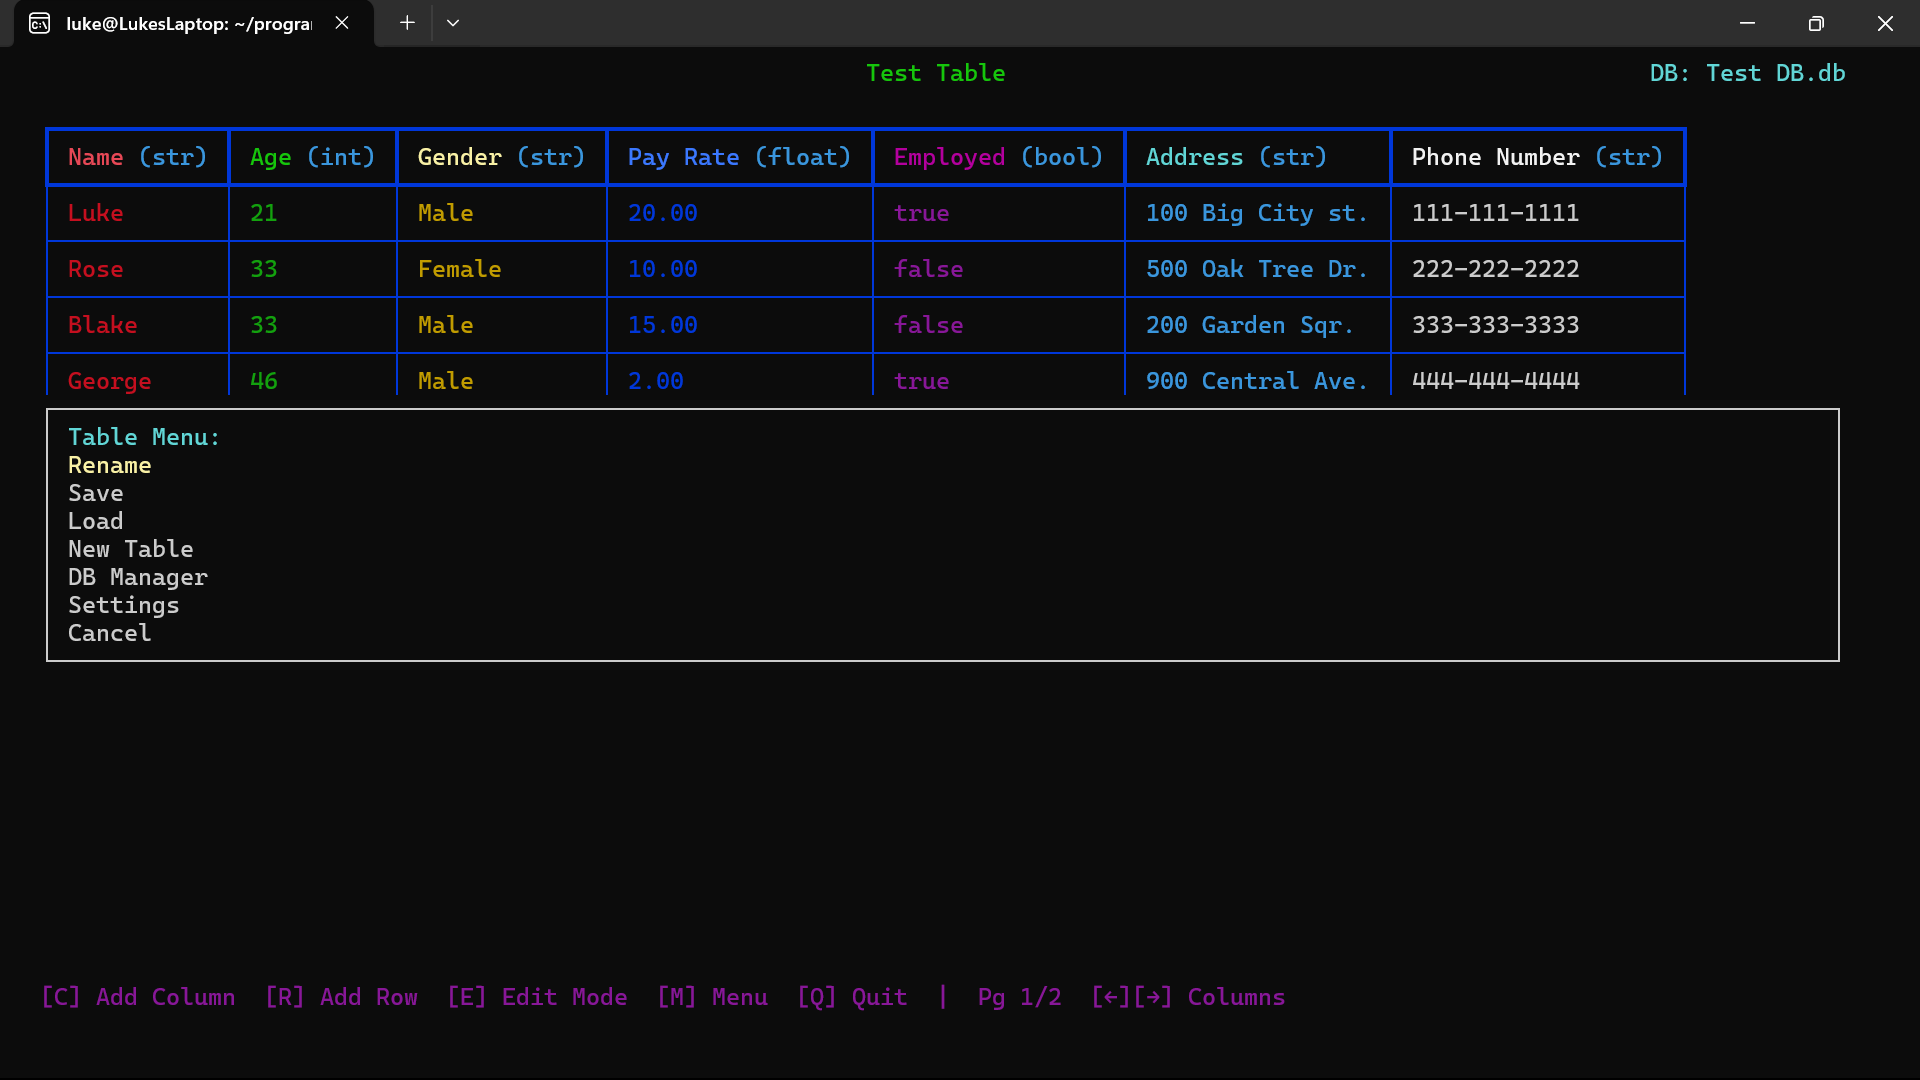 luke@LukesLaptop: ~/progra
Test Table
DB: Test DB.db
Name (str) Age (int) Gender (str) Pay Rate (float) Employed (bool) Address (str) Phone Number (str)
Luke 21 Male 20.00 true 100 Big City st. 111-111-1111
Rose 33 Female 10.00 false 500 Oak Tree Dr. 222-222-2222
Blake 33 Male 15.00 false 200 Garden Sqr. 333-333-3333
George 46 Male 2.00 true 900 Central Ave. 444-444-4444
Table Menu:
Rename
Save
Load
New Table
DB Manager
Settings
Cancel
[C] Add Column [R] Add Row [E] Edit Mode [M] Menu [Q] Quit | Pg 1/2 [←][→] Columns